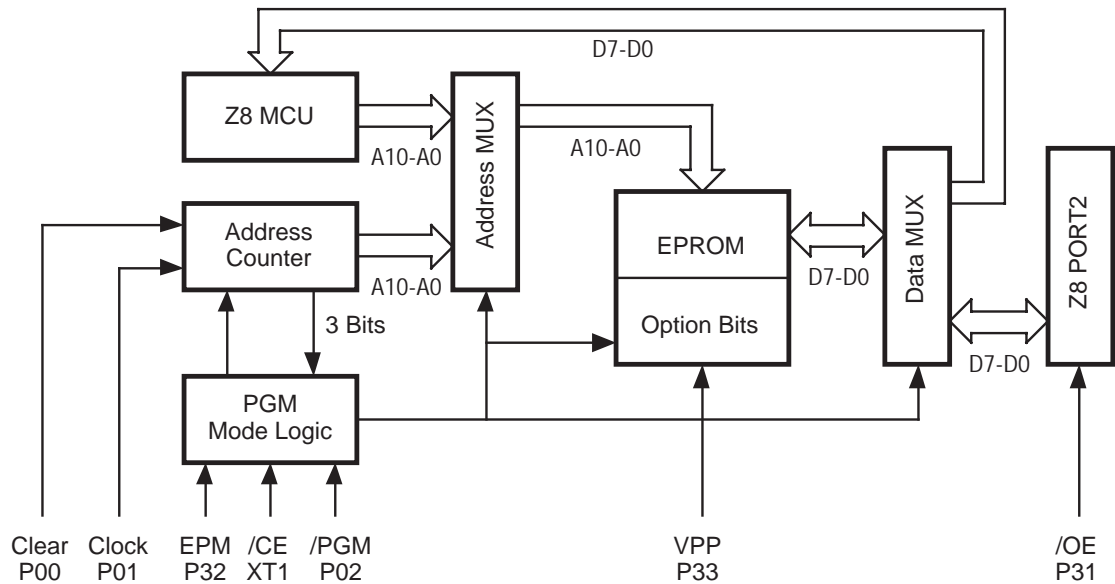 D7-D0
Z8 MCU
A10-A0
Address MUX
A10-A0
Address
Counter
A10-A0
3 Bits
EPROM
Option Bits
D7-D0
Data MUX
D7-D0
Z8 PORT2
PGM
Mode Logic
Clear
P00
Clock
P01
EPM
P32
/CE
XT1
/PGM
P02
VPP
P33
/OE
P31